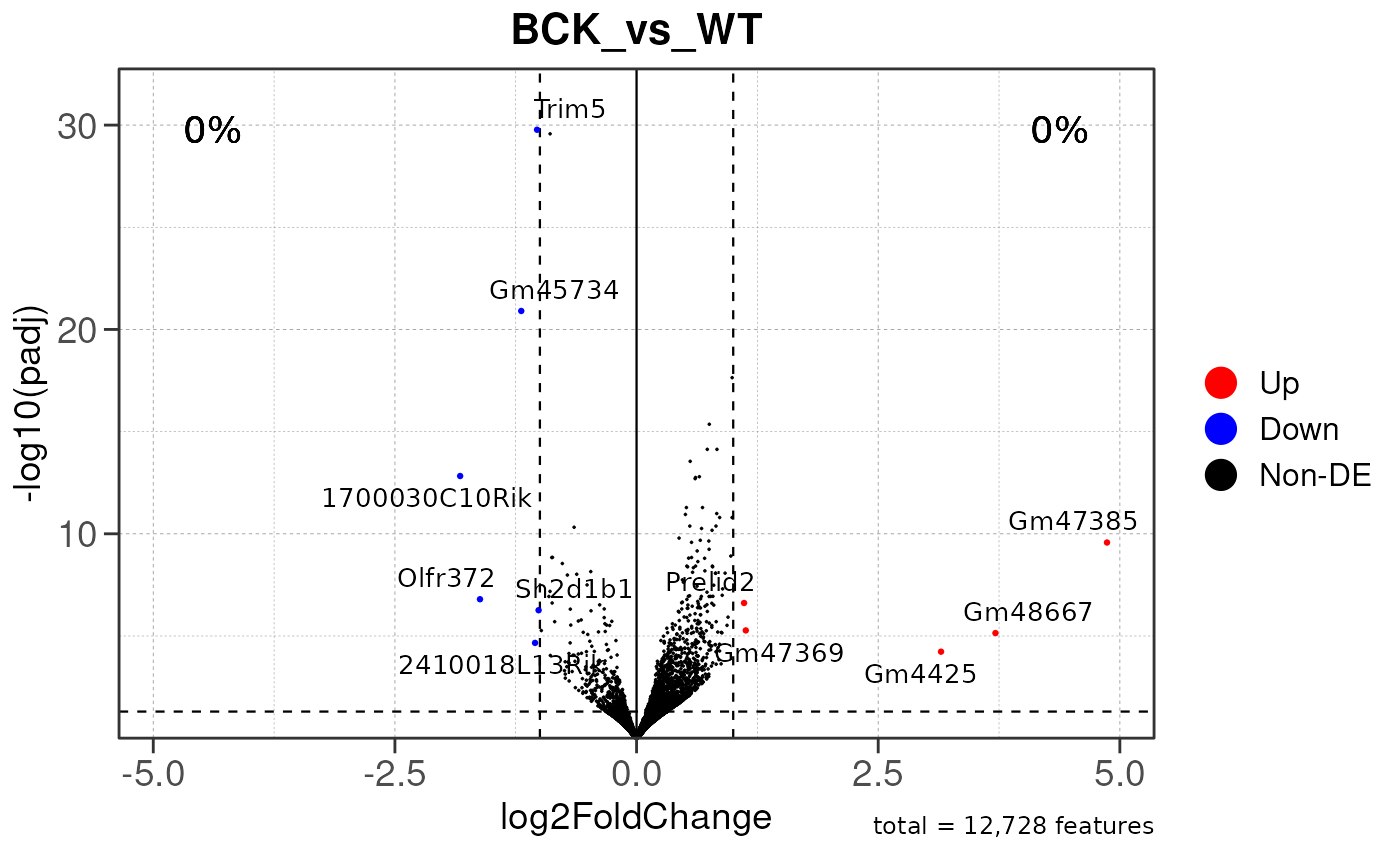 BCK_vs_WT
-log10(padj)
30
20
10
0%
0%
Trim5
Gm45734
1700030C10Rik
Olfr372
Sh2d1b1
2410018L13Rik
Prelid2
Gm47369
Gm47385
Gm48667
Gm4425
-5.0
-2.5
0.0
2.5
5.0
log2FoldChange
total = 12,728 features
Up
Down
Non-DE